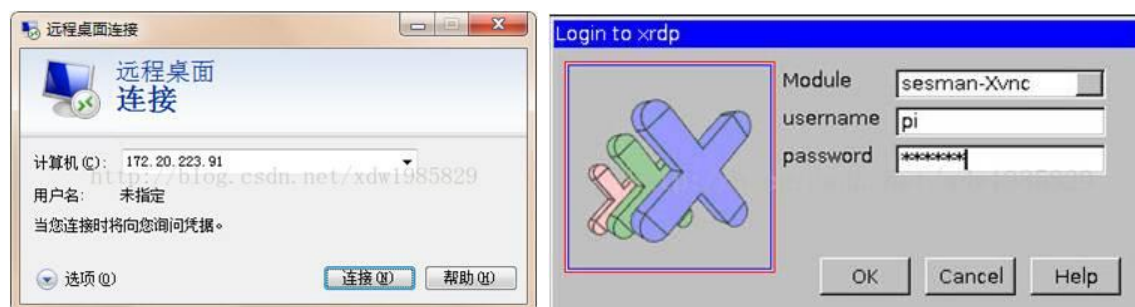 远程桌面连接
远程桌面
连接
计算机(C): 172.20.223.91
http://blog.csdn.net/xdw1985829
用户名: 未指定
当您连接时将向您询问凭据。
选项(O) 连接(N) 帮助(H)
Login to xrdp
Module sesman-Xvnc
username pi
password *******
OK Cancel Help